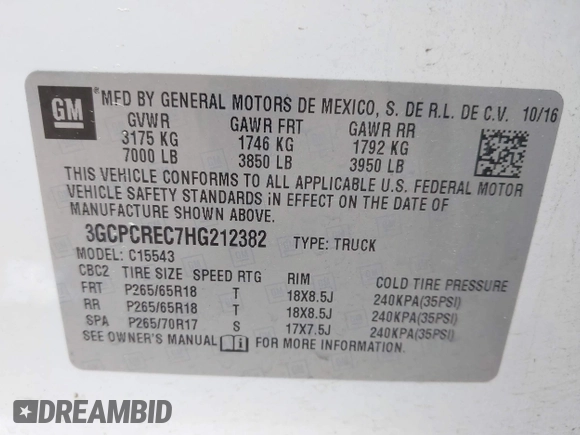 GM
® MFD BY GENERAL MOTORS DE MEXICO, S. DE R.L. DE C.V. 10/16
GVWR GAWR FRT GAWR RR
3175 KG 1746 KG 1792 KG
7000 LB 3850 LB 3950 LB
THIS VEHICLE CONFORMS TO ALL APPLICABLE U.S. FEDERAL MOTOR
VEHICLE SAFETY STANDARDS IN EFFECT ON THE DATE OF
MANUFACTURE SHOWN ABOVE.
3GCPCREC7HG212382 TYPE: TRUCK
MODEL: C15543
CBC2 TIRE SIZE SPEED RTG RIM COLD TIRE PRESSURE
FRT P265/65R18 T 18X8.5J 240KPA(35PSI)
RR P265/65R18 T 18X8.5J 240KPA(35PSI)
SPA P265/70R17 S 17X7.5J 240KPA(35PSI)
SEE OWNER'S MANUAL FOR MORE INFORMATION.
DREAMBID